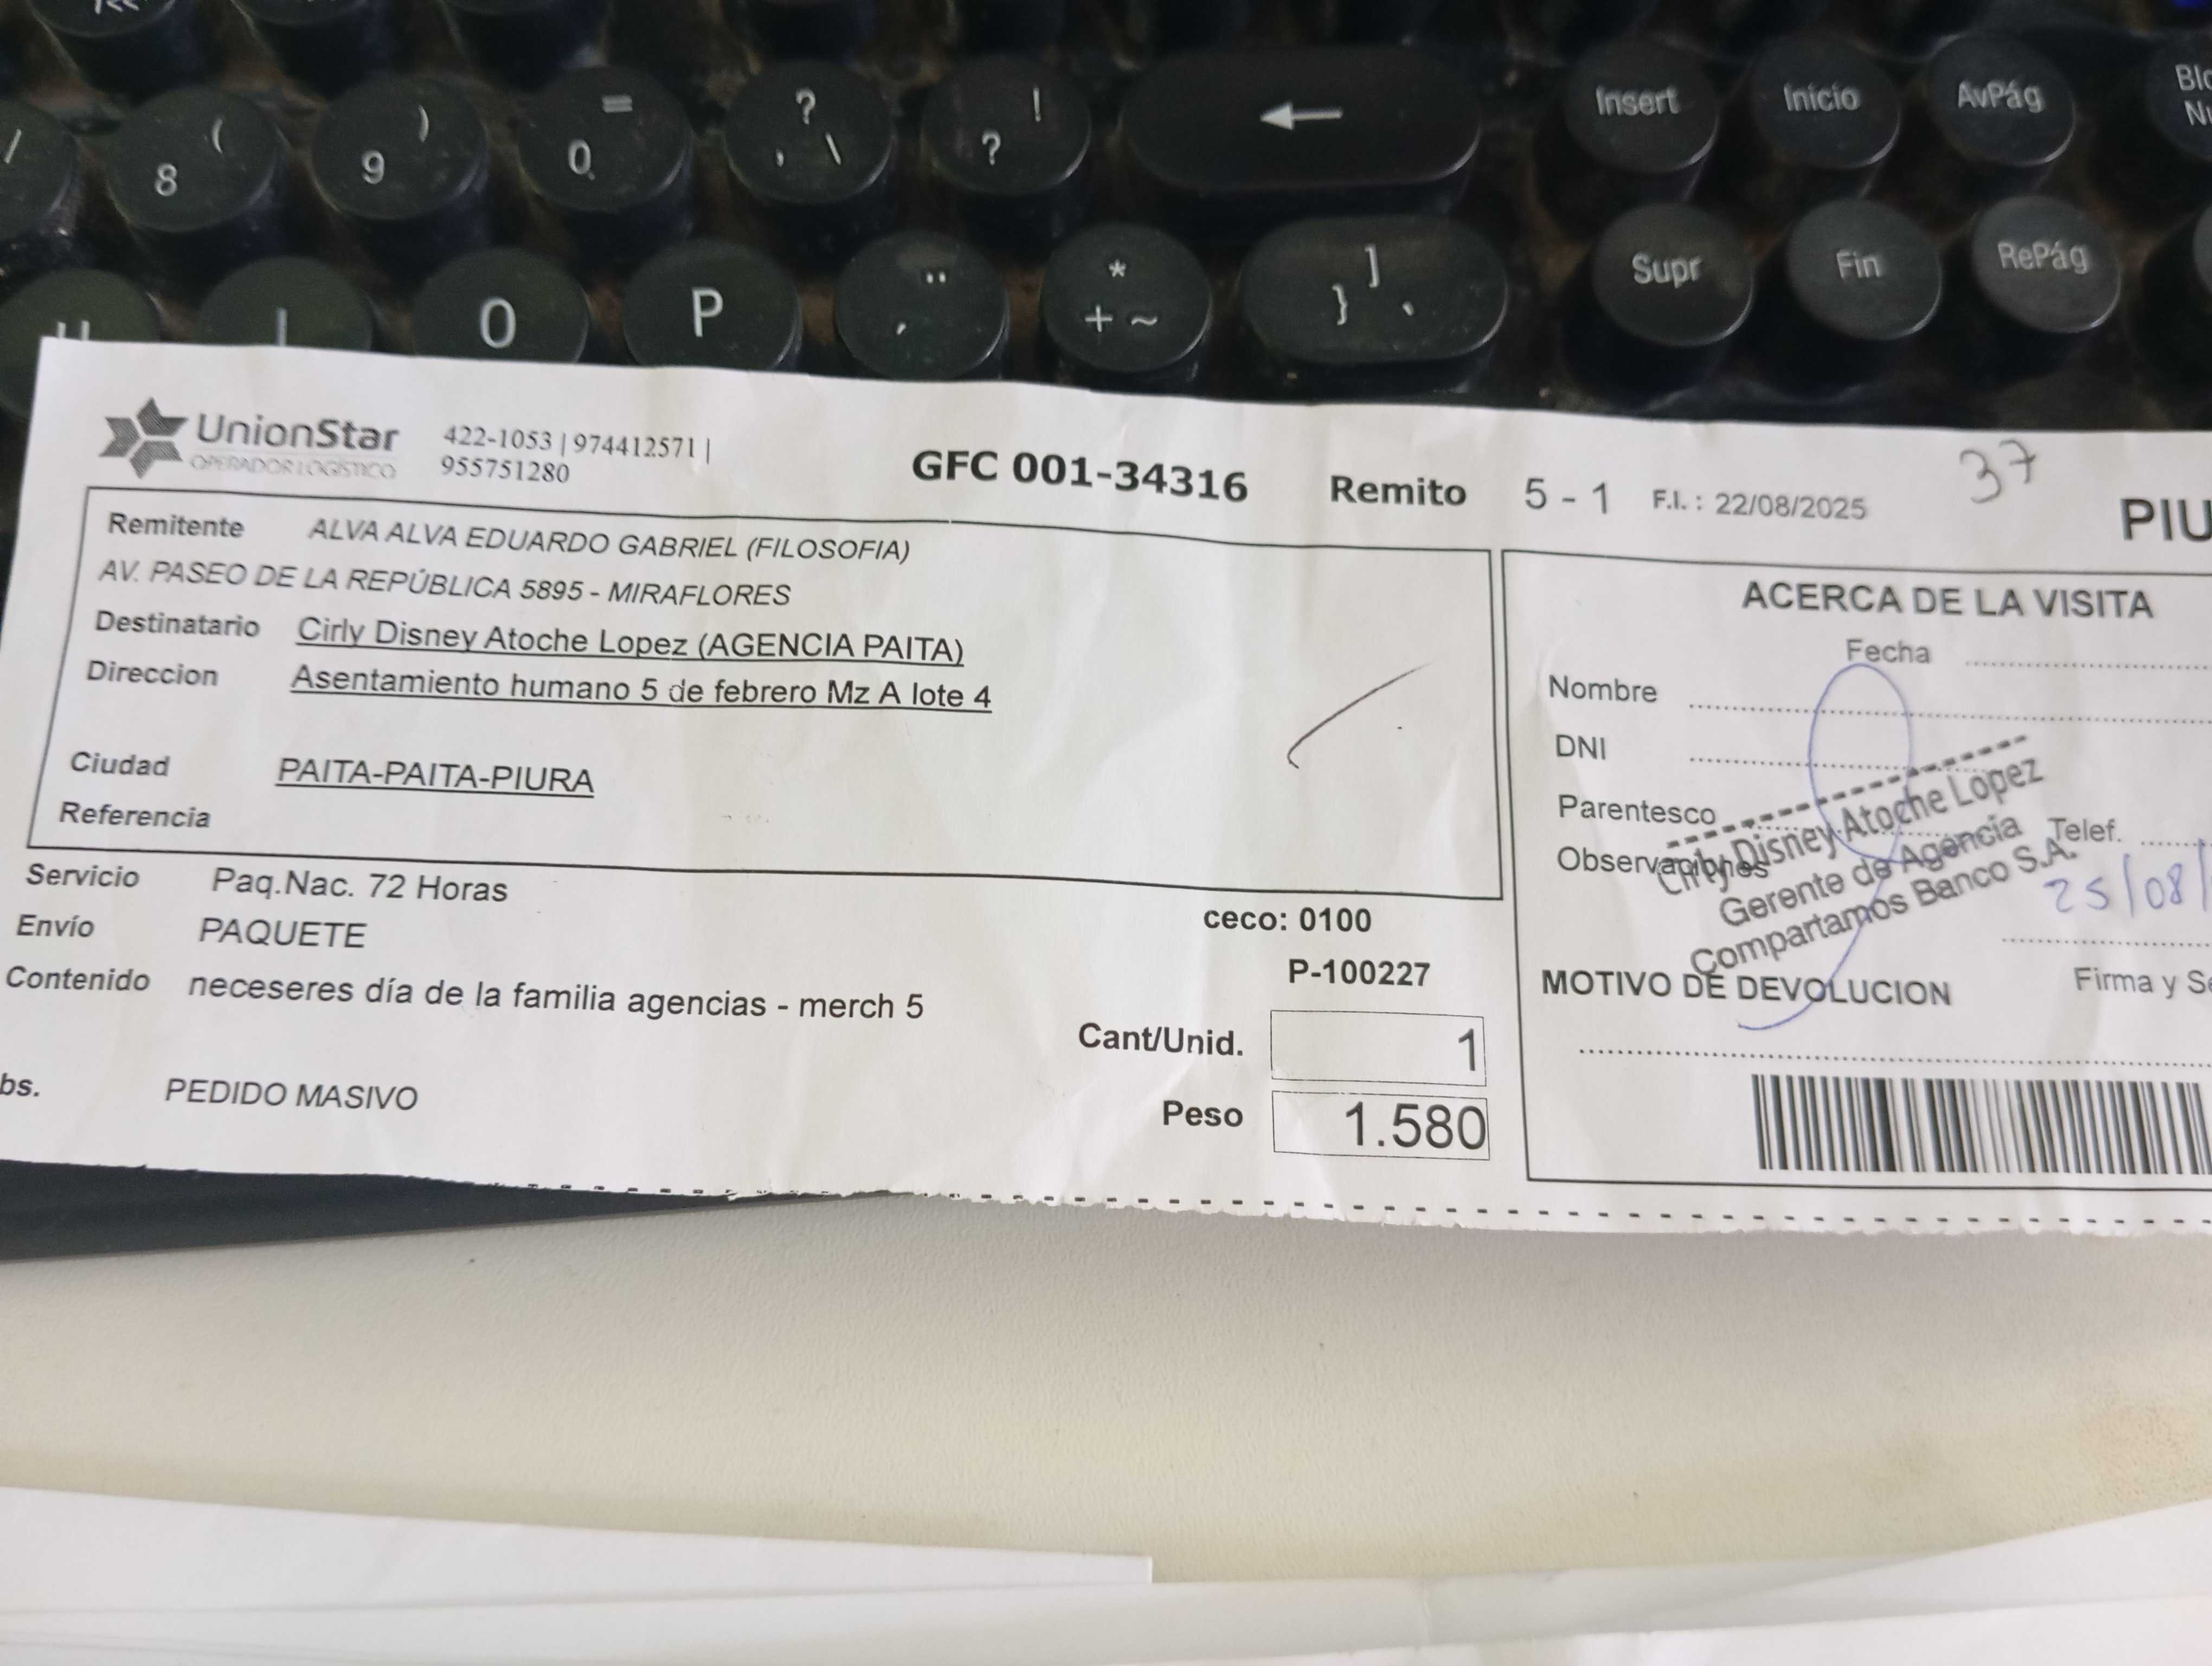 8 (
9 )
0 =
? ' \
! ?
←
Insert
Inicio
AvPág
O
P
¨ ´
* + ~
] } `
Supr
Fin
RePág
UnionStar
OPERADOR LOGÍSTICO
422-1053 | 974412571 |
955751280
GFC 001-34316
Remito 5 - 1
F.I. : 22/08/2025
37
Remitente ALVA ALVA EDUARDO GABRIEL (FILOSOFIA)
AV. PASEO DE LA REPÚBLICA 5895 - MIRAFLORES
Destinatario Cirly Disney Atoche Lopez (AGENCIA PAITA)
Direccion Asentamiento humano 5 de febrero Mz A lote 4
Ciudad PAITA-PAITA-PIURA
Referencia
Servicio Paq.Nac. 72 Horas
Envío PAQUETE
Contenido neceseres día de la familia agencias - merch 5
bs. PEDIDO MASIVO
ceco: 0100
P-100227
Cant/Unid. 1
Peso 1.580
PIU
ACERCA DE LA VISITA
Fecha
Nombre
DNI
Parentesco
Telef.
Observaciones
Cirly Disney Atoche Lopez
Gerente de Agencia
Compartamos Banco S.A.
25/08/
Firma y Se
MOTIVO DE DEVOLUCION